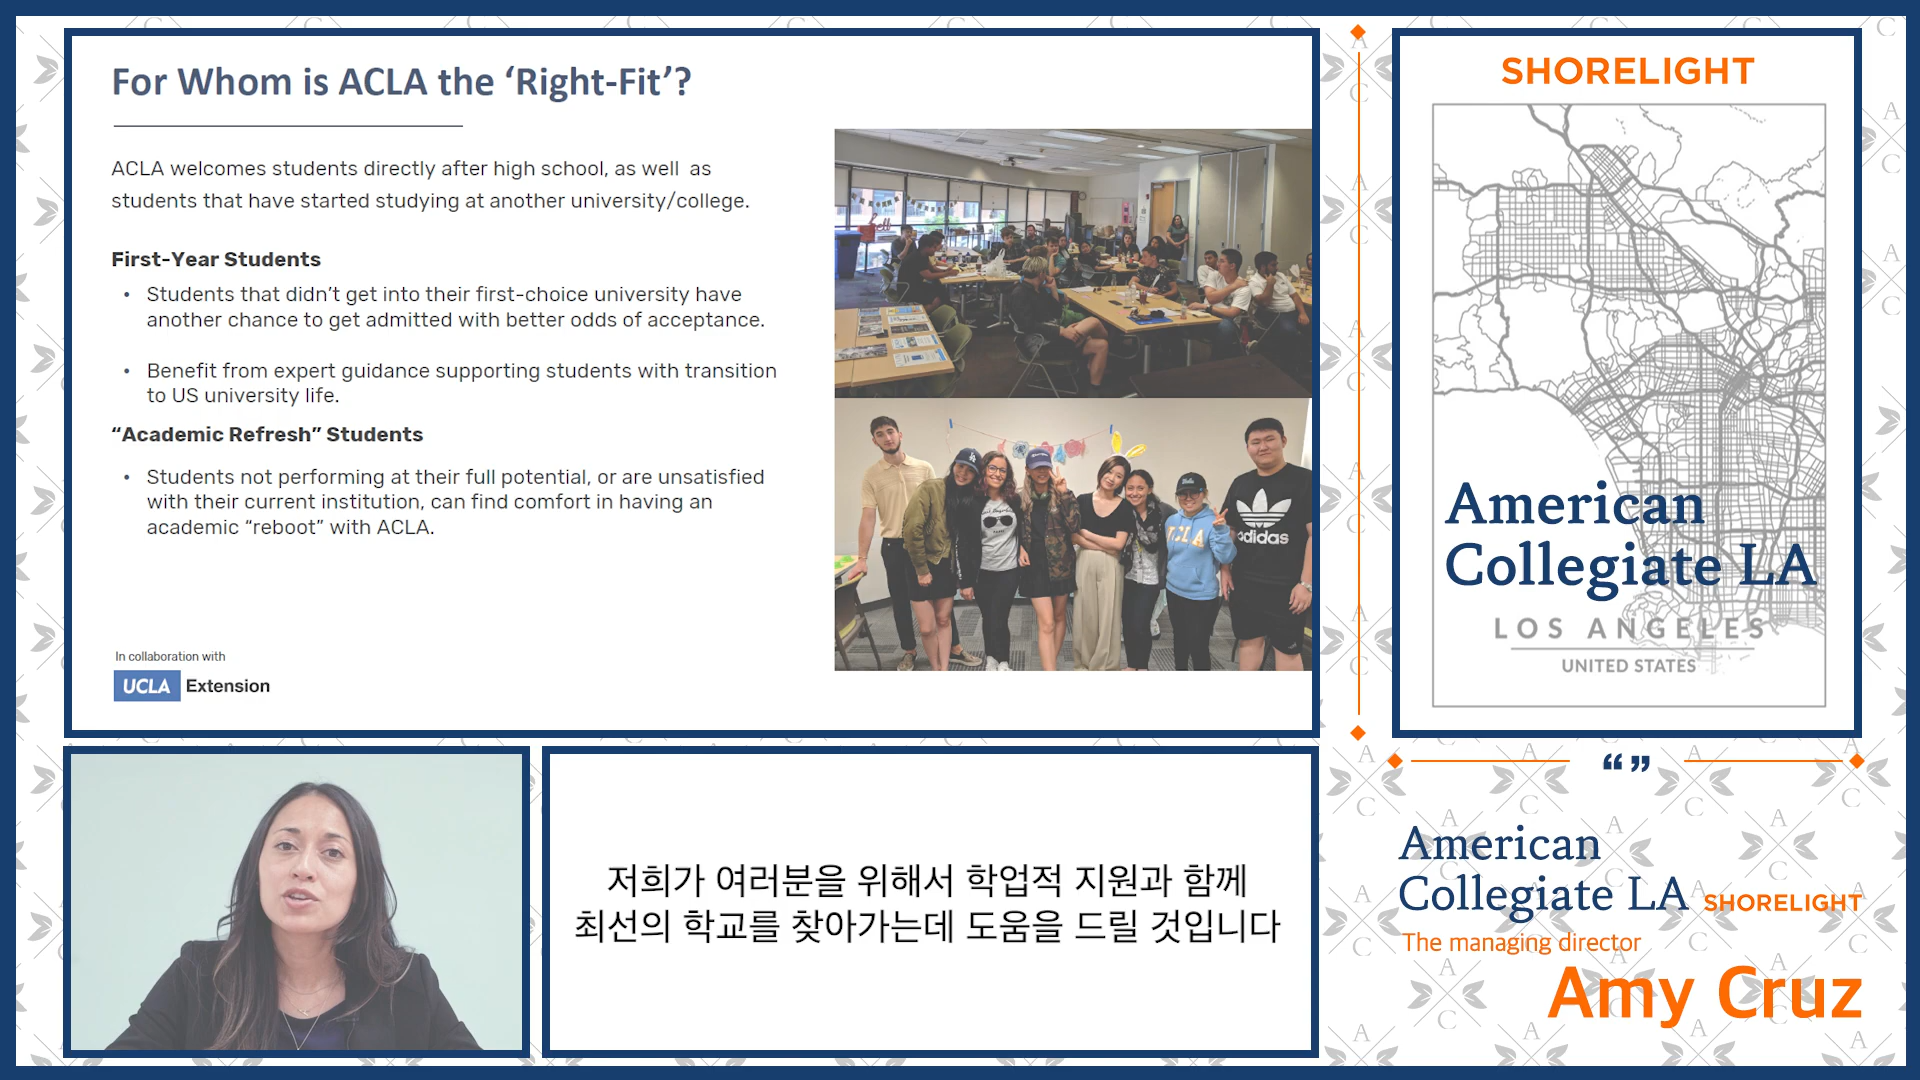 For Whom is ACLA the ‘Right-Fit’?
ACLA welcomes students directly after high school, as well as
students that have started studying at another university/college.
First-Year Students
• Students that didn’t get into their first-choice university have
another chance to get admitted with better odds of acceptance.
• Benefit from expert guidance supporting students with transition
to US university life.
“Academic Refresh” Students
• Students not performing at their full potential, or are unsatisfied
with their current institution, can find comfort in having an
academic “reboot” with ACLA.
In collaboration with
UCLA Extension
UCLA
adidas
SHORELIGHT
American
Collegiate LA
LOS ANGELES
UNITED STATES
저희가 여러분을 위해서 학업적 지원과 함께
최선의 학교를 찾아가는데 도움을 드릴 것입니다
“ ”
American
Collegiate LA SHORELIGHT
The managing director
Amy Cruz